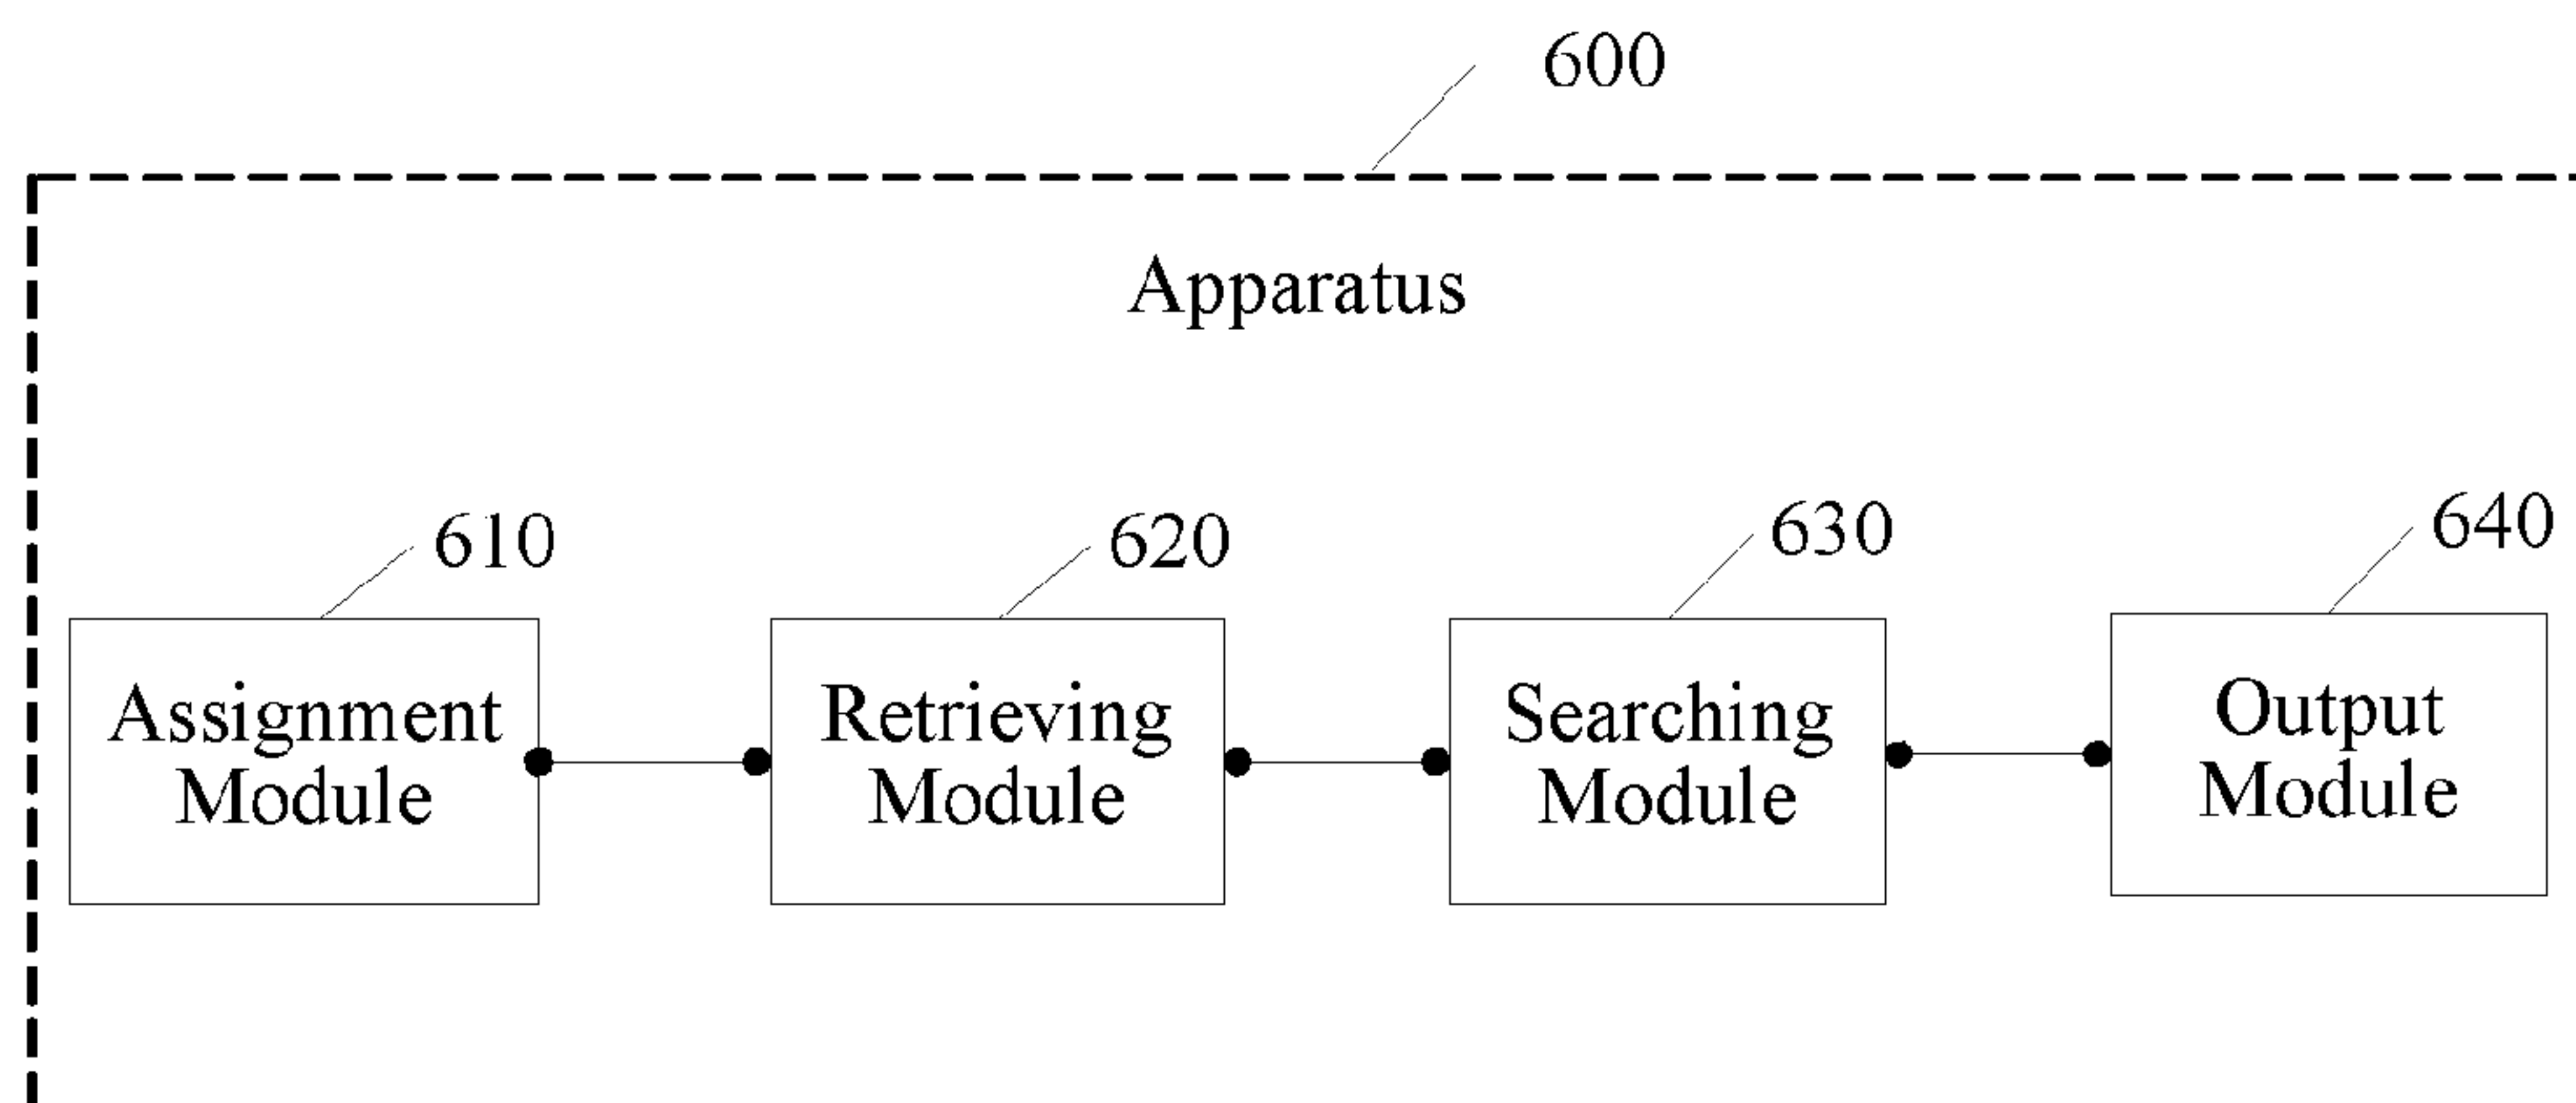 600
Apparatus
610
620
630
640
Assignment
Module
Retrieving
Module
Searching
Module
Output
Module